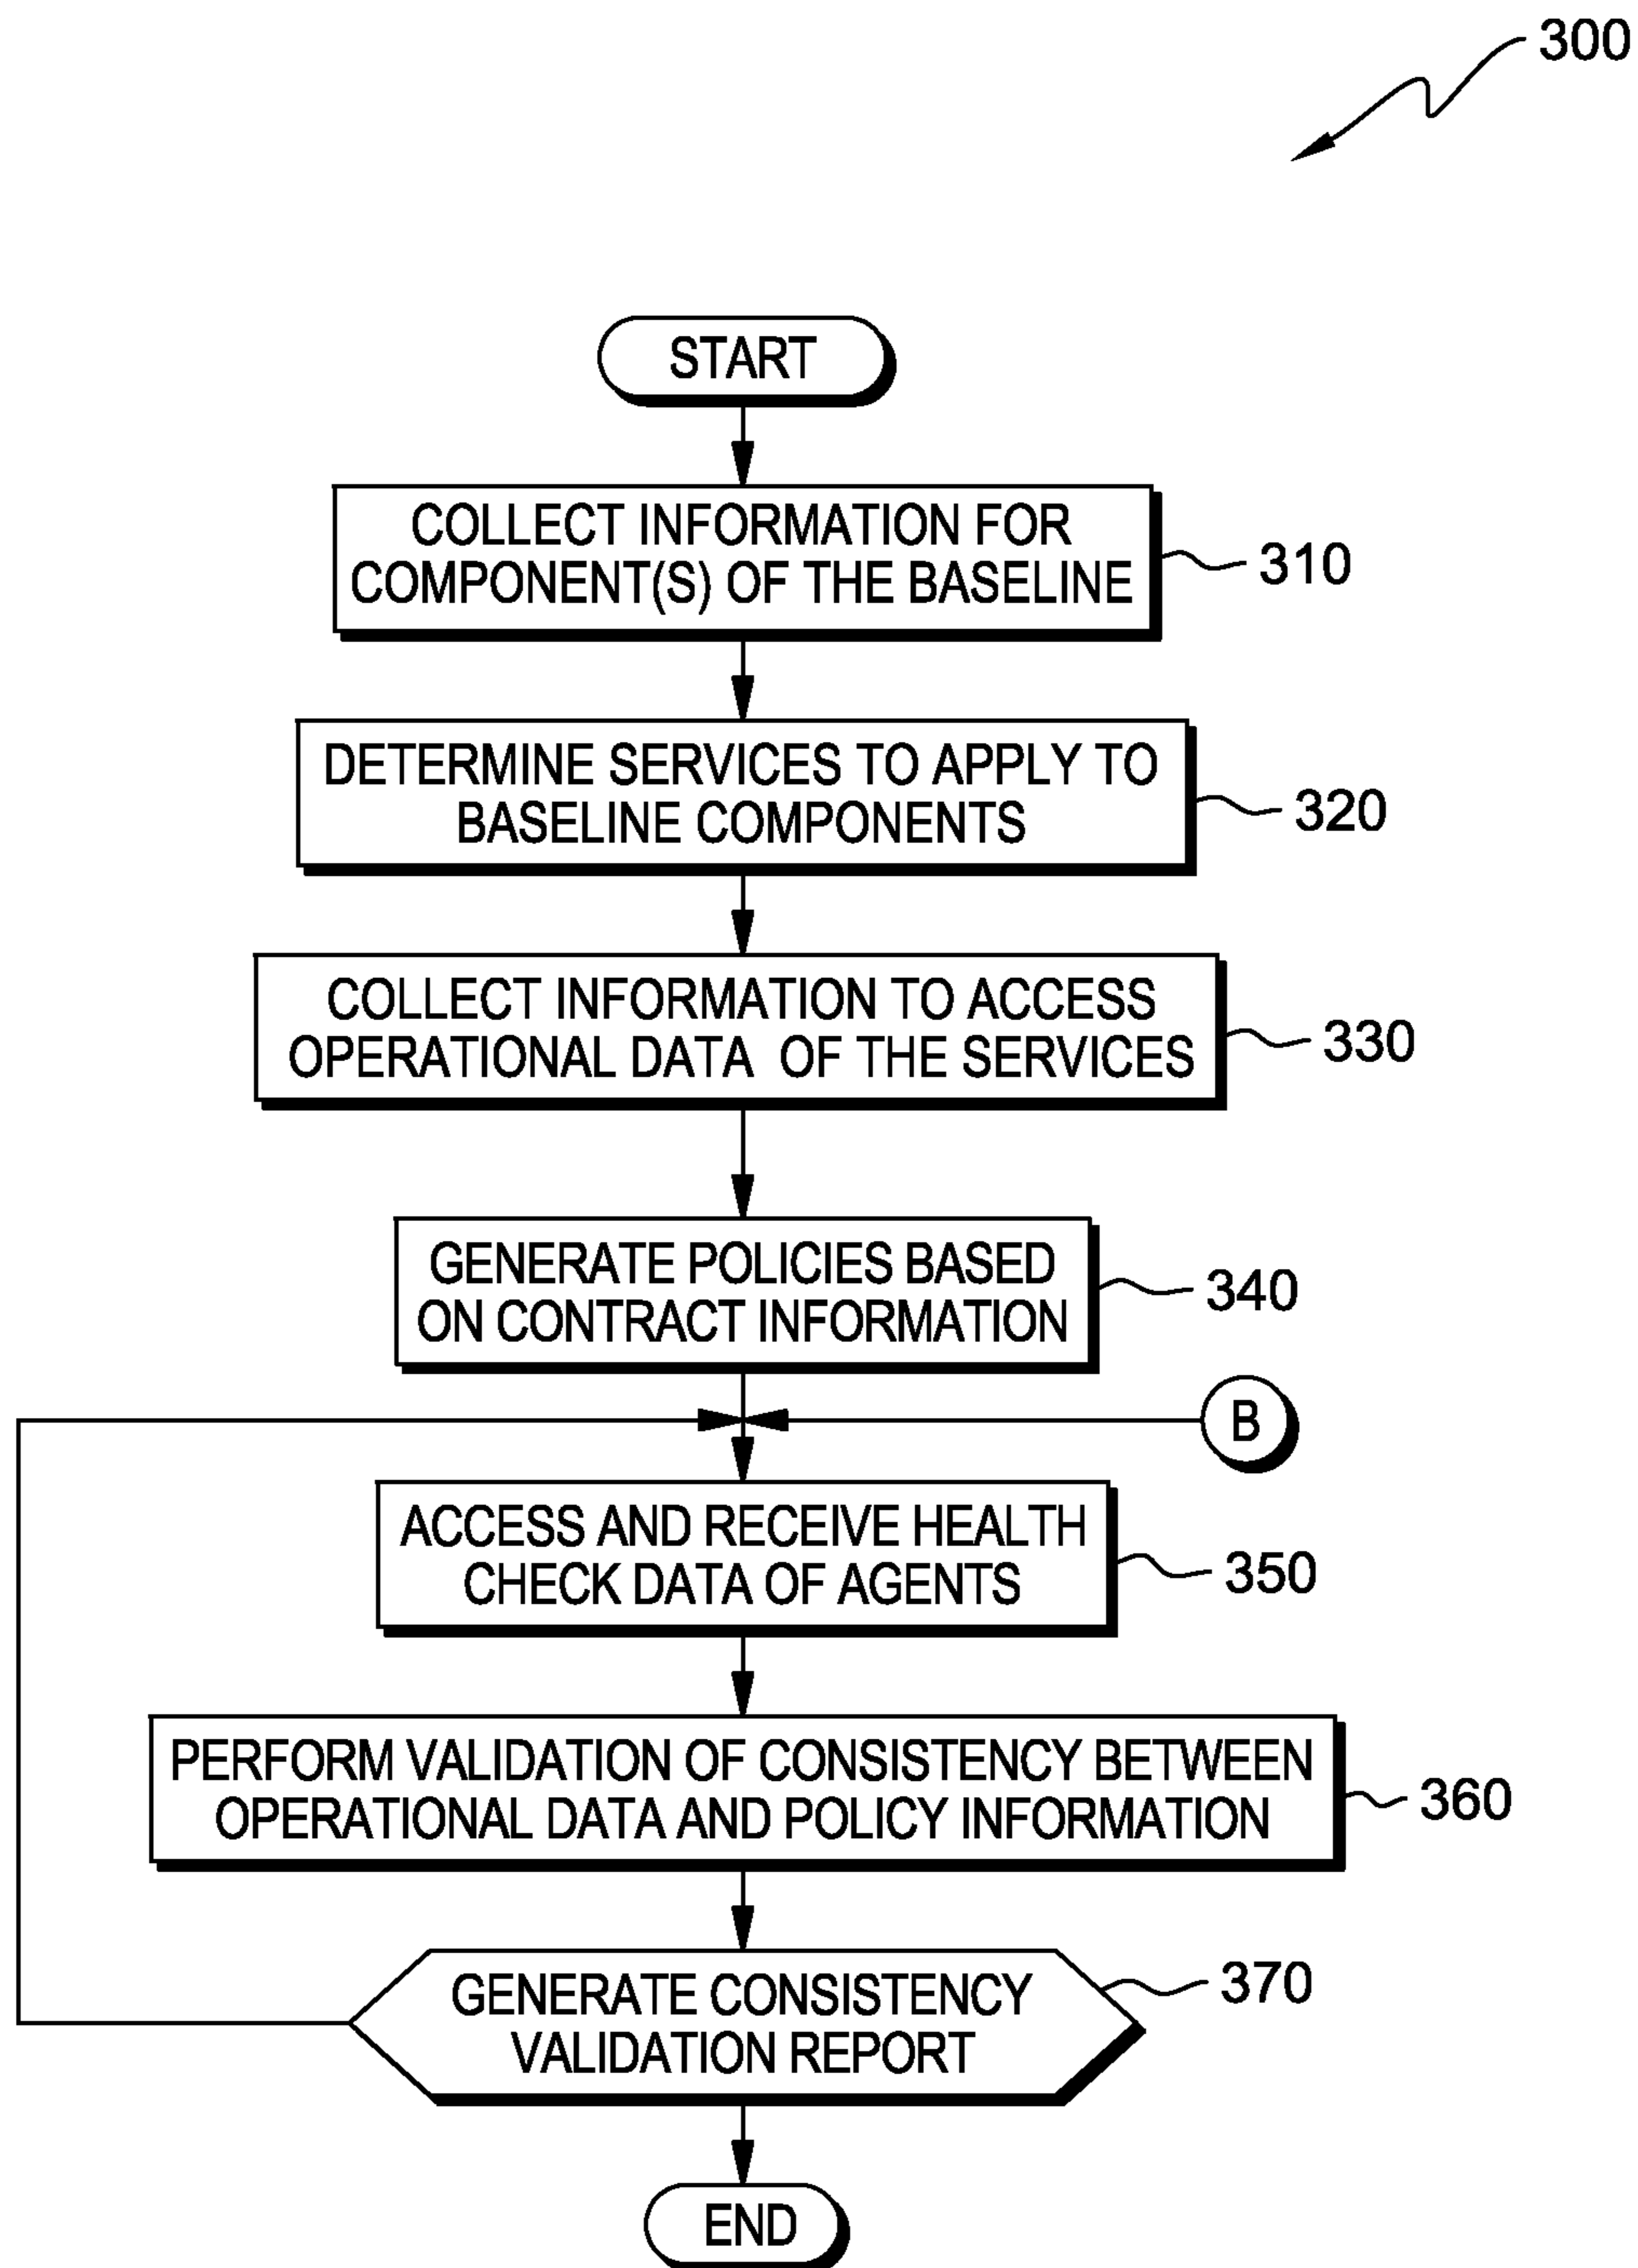 300
START
COLLECT INFORMATION FOR
COMPONENT(S) OF THE BASELINE
310
DETERMINE SERVICES TO APPLY TO
BASELINE COMPONENTS
320
COLLECT INFORMATION TO ACCESS
OPERATIONAL DATA OF THE SERVICES
330
GENERATE POLICIES BASED
ON CONTRACT INFORMATION
340
B
ACCESS AND RECEIVE HEALTH
CHECK DATA OF AGENTS
350
PERFORM VALIDATION OF CONSISTENCY BETWEEN
OPERATIONAL DATA AND POLICY INFORMATION
360
GENERATE CONSISTENCY
VALIDATION REPORT
370
END